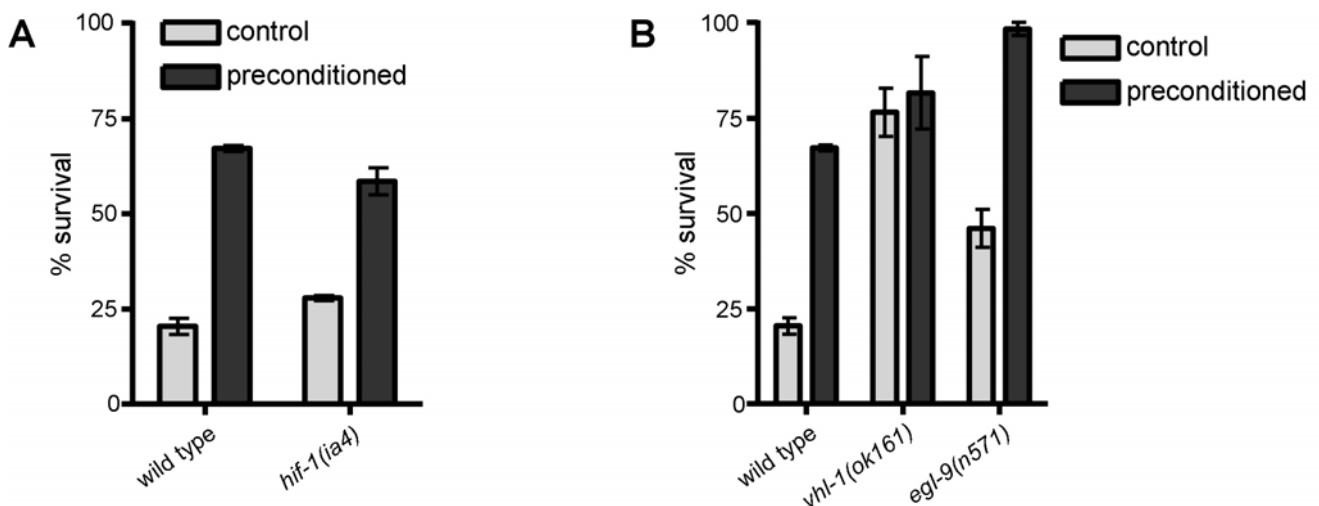 A
control
preconditioned
100
75
50
25
0
% survival
wild type
hif-1(ia4)
B
control
preconditioned
100
75
50
25
0
% survival
wild type
vhl-1(ok161)
egl-9(n571)